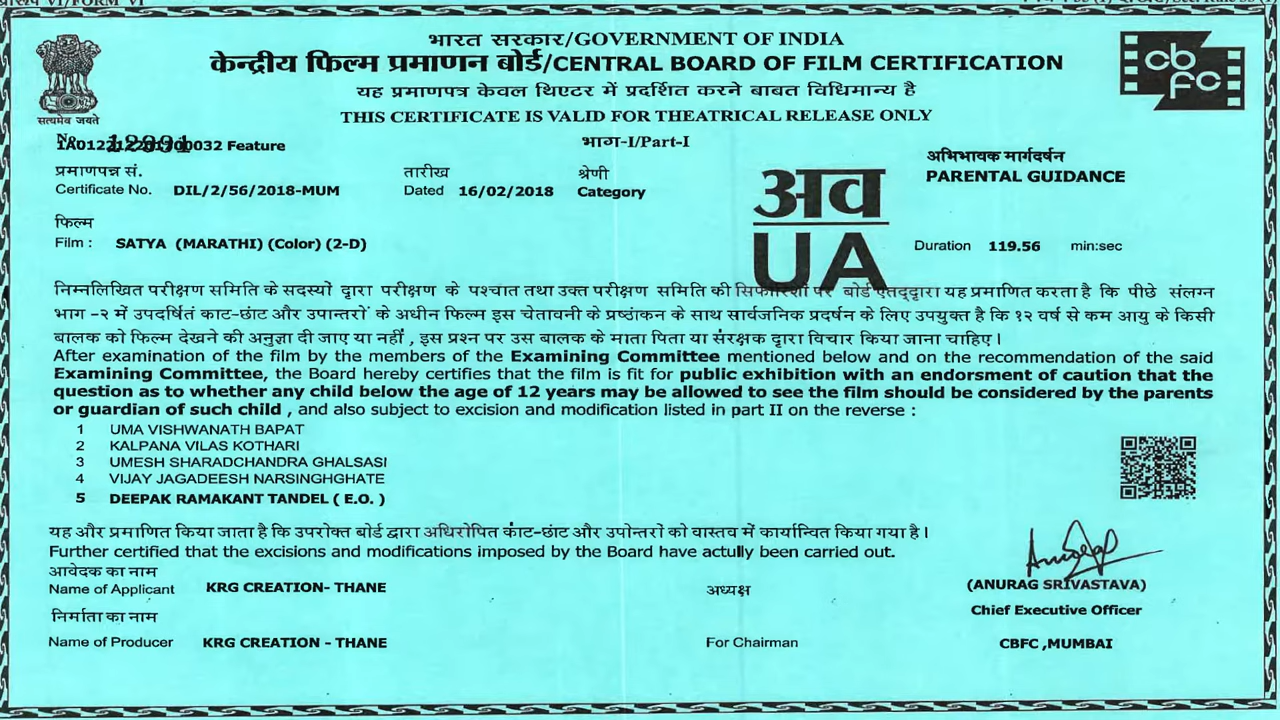 भारत सरकार/GOVERNMENT OF INDIA
केन्द्रीय फिल्म प्रमाणन बोर्ड/CENTRAL BOARD OF FILM CERTIFICATION
cb
fc
यह प्रमाणपत्र केवल थिएटर में प्रदर्शित करने बाबत विधिमान्य है
सत्यमेव जयते
THIS CERTIFICATE IS VALID FOR THEATRICAL RELEASE ONLY
No.
Feature
भाग-I/Part-I
अभिभावक मार्गदर्शन
PARENTAL GUIDANCE
प्रमाणपत्र सं. तारीख श्रेणी
Certificate No. DIL/2/56/2018-MUM Dated 16/02/2018 Category
अव
UA
फिल्म
Film : SATYA (MARATHI) (Color) (2-D) Duration 119.56 min:sec
निम्नलिखित परीक्षण समिति के सदस्यों द्वारा परीक्षण के पश्चात तथा उक्त परीक्षण समिति की सिफारिशों पर बोर्ड एतद्द्वारा यह प्रमाणित करता है कि पीछे संलग्न
भाग -२ में उपदर्षित काट-छांट और उपान्तरों के अधीन फिल्म इस चेतावनी के प्रष्ठांकन के साथ सार्वजनिक प्रदर्शन के लिए उपयुक्त है कि १२ वर्ष से कम आयु के किसी
बालक को फिल्म देखने की अनुज्ञा दी जाए या नहीं , इस प्रश्न पर उस बालक के माता पिता या संरक्षक द्वारा विचार किया जाना चाहिए।
After examination of the film by the members of the Examining Committee mentioned below and on the recommendation of the said
Examining Committee, the Board hereby certifies that the film is fit for public exhibition with an endorsment of caution that the
question as to whether any child below the age of 12 years may be allowed to see the film should be considered by the parents
or guardian of such child , and also subject to excision and modification listed in part II on the reverse :
1 UMA VISHWANATH BAPAT
2 KALPANA VILAS KOTHARI
3 UMESH SHARADCHANDRA GHALSASI
4 VIJAY JAGADEESH NARSINGHGHATE
5 DEEPAK RAMAKANT TANDEL ( E.O. )
यह और प्रमाणित किया जाता है कि उपरोक्त बोर्ड द्वारा अधिरोपित काट-छांट और उपोन्तरों को वास्तव में कार्यान्वित किया गया है।
Further certified that the excisions and modifications imposed by the Board have actully been carried out.
आवेदक का नाम
Name of Applicant KRG CREATION- THANE अध्यक्ष (ANURAG SRIVASTAVA)
Chief Executive Officer
निर्माता का नाम
Name of Producer KRG CREATION - THANE For Chairman CBFC ,MUMBAI